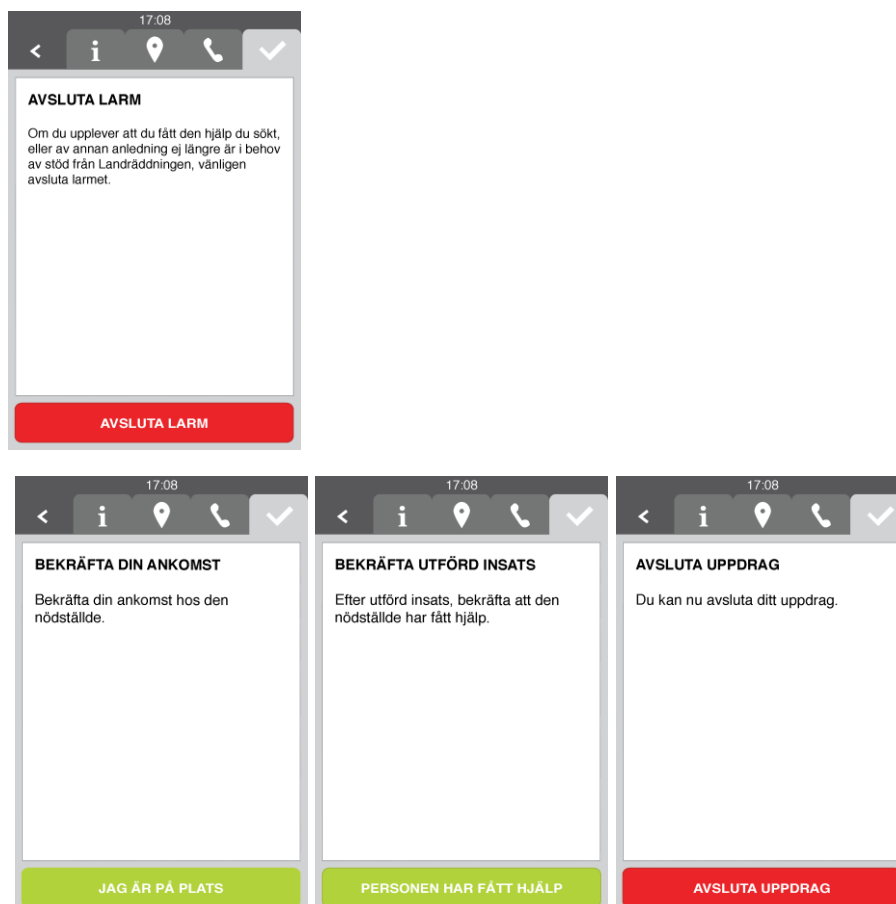 17:08
AVSLUTA LARM
Om du upplever att du fått den hjälp du sökt,
eller av annan anledning ej längre är i behov
av stöd från Landräddningen, vänligen
avsluta larmet.
AVSLUTA LARM
17:08
BEKRÄFTA DIN ANKOMST
Bekräfta din ankomst hos den
nödställde.
JAG ÄR PÅ PLATS
17:08
BEKRÄFTA UTFÖRD INSATS
Efter utförd insats, bekräfta att den
nödställde har fått hjälp.
PERSONEN HAR FÅTT HJÄLP
17:08
AVSLUTA UPPDRAG
Du kan nu avsluta ditt uppdrag.
AVSLUTA UPPDRAG